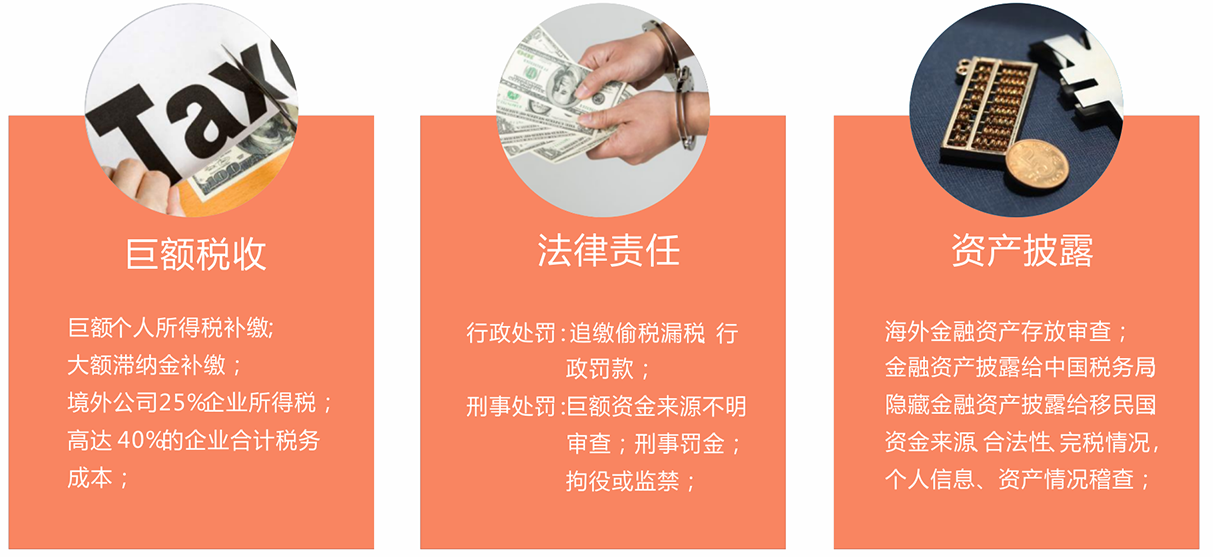 Taxe
巨额税收
巨额个人所得税补缴;
大额滞纳金补缴；
境外公司25%企业所得税；
高达 40%的企业合计税务
成本；
100
法律责任
行政处罚：追缴偷税漏税、行
政罚款；
刑事处罚：巨额资金来源不明
审查；刑事罚金；
拘役或监禁；
资产披露
海外金融资产存放审查；
金融资产披露给中国税务局；
隐藏金融资产披露给移民国；
资金来源、合法性、完税情况，
个人信息、资产情况稽查；